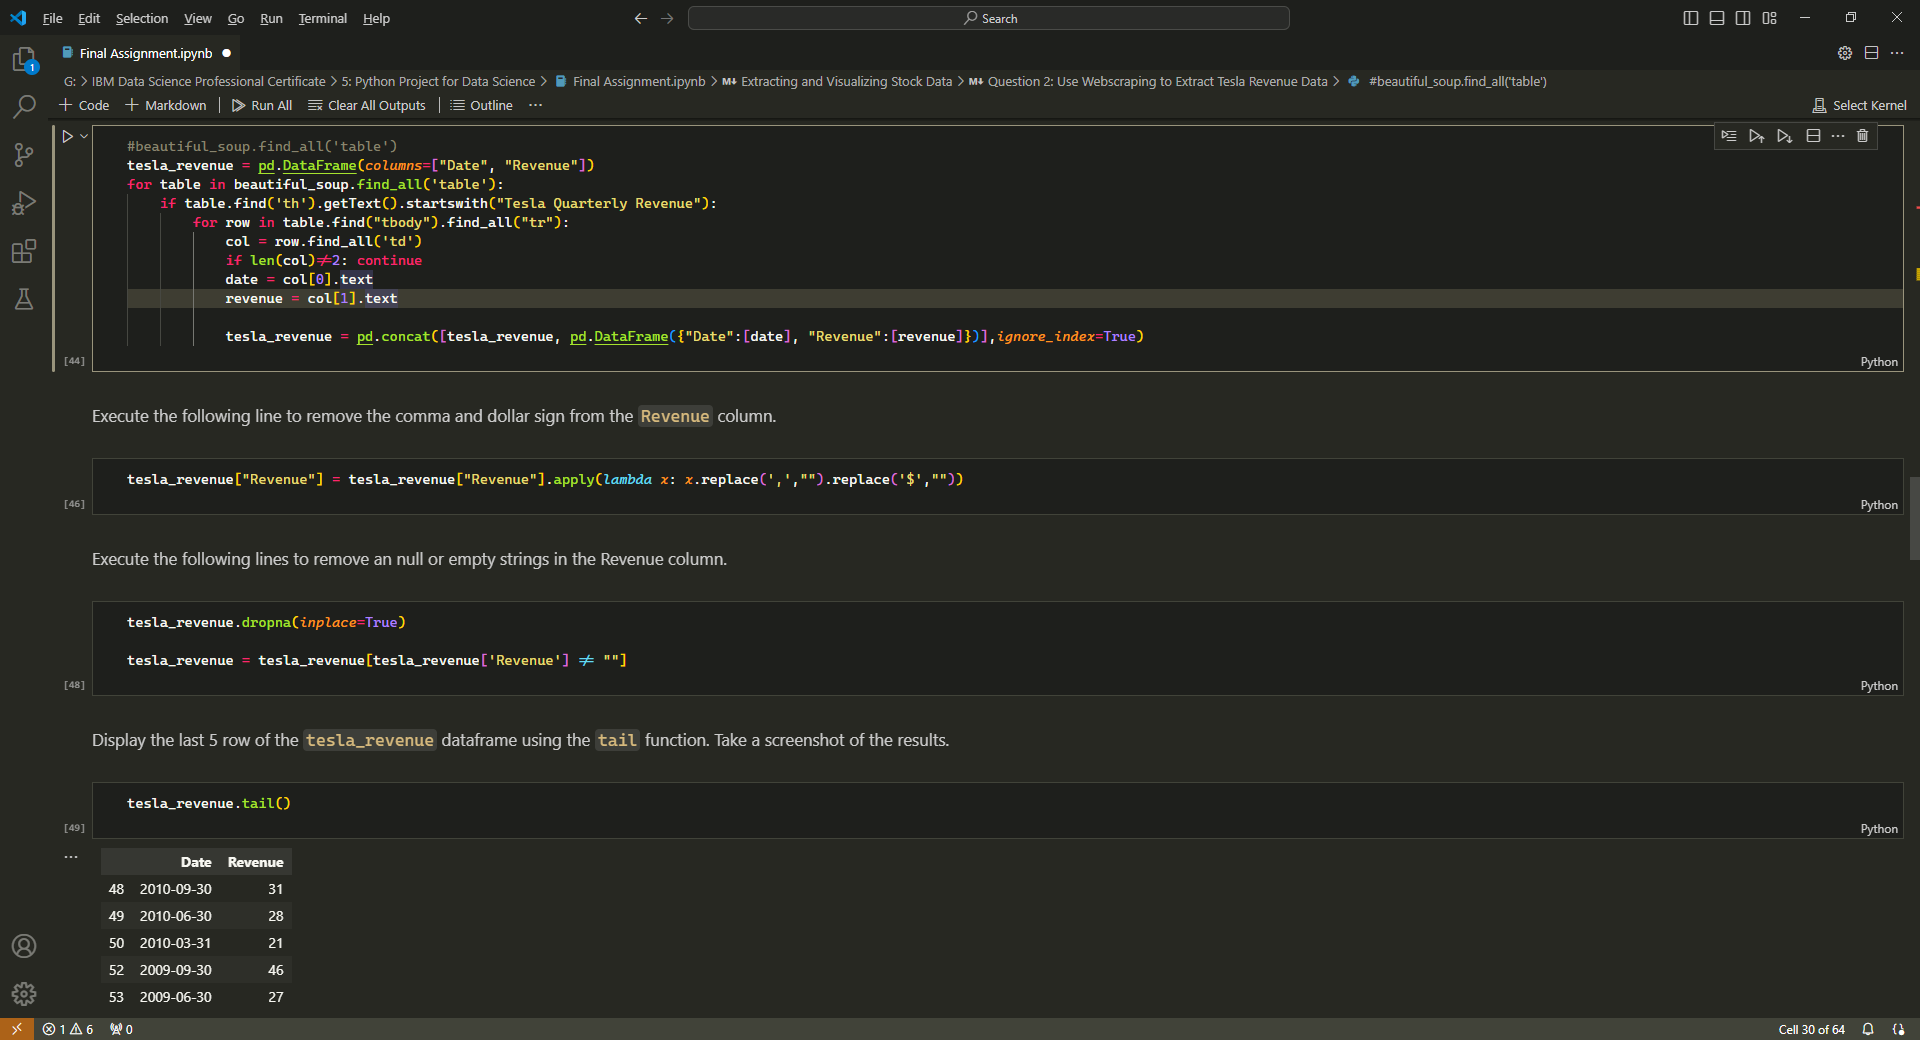 File Edit Selection View Go Run Terminal Help
Search
Final Assignment.ipynb
1
G: > IBM Data Science Professional Certificate > 5: Python Project for Data Science > Final Assignment.ipynb > M↓ Extracting and Visualizing Stock Data > M↓ Question 2: Use Webscraping to Extract Tesla Revenue Data > #beautiful_soup.find_all('table')
+ Code + Markdown | Run All Clear All Outputs | Outline ...
Select Kernel
#beautiful_soup.find_all('table')
tesla_revenue = pd.DataFrame(columns=["Date", "Revenue"])
for table in beautiful_soup.find_all('table'):
    if table.find('th').getText().startswith("Tesla Quarterly Revenue"):
        for row in table.find("tbody").find_all("tr"):
            col = row.find_all('td')
            if len(col)≠2: continue
            date = col[0].text
            revenue = col[1].text
            tesla_revenue = pd.concat([tesla_revenue, pd.DataFrame({"Date":[date], "Revenue":[revenue]})],ignore_index=True)
[44]
Python
Execute the following line to remove the comma and dollar sign from the Revenue column.
tesla_revenue["Revenue"] = tesla_revenue["Revenue"].apply(lambda x: x.replace(',',"").replace('$',""))
[46]
Python
Execute the following lines to remove an null or empty strings in the Revenue column.
tesla_revenue.dropna(inplace=True)
tesla_revenue = tesla_revenue[tesla_revenue['Revenue'] ≠ ""]
[48]
Python
Display the last 5 row of the tesla_revenue dataframe using the tail function. Take a screenshot of the results.
tesla_revenue.tail()
[49]
Python
...
Date Revenue
48 2010-09-30 31
49 2010-06-30 28
50 2010-03-31 21
52 2009-09-30 46
53 2009-06-30 27
1 6 0
Cell 30 of 64